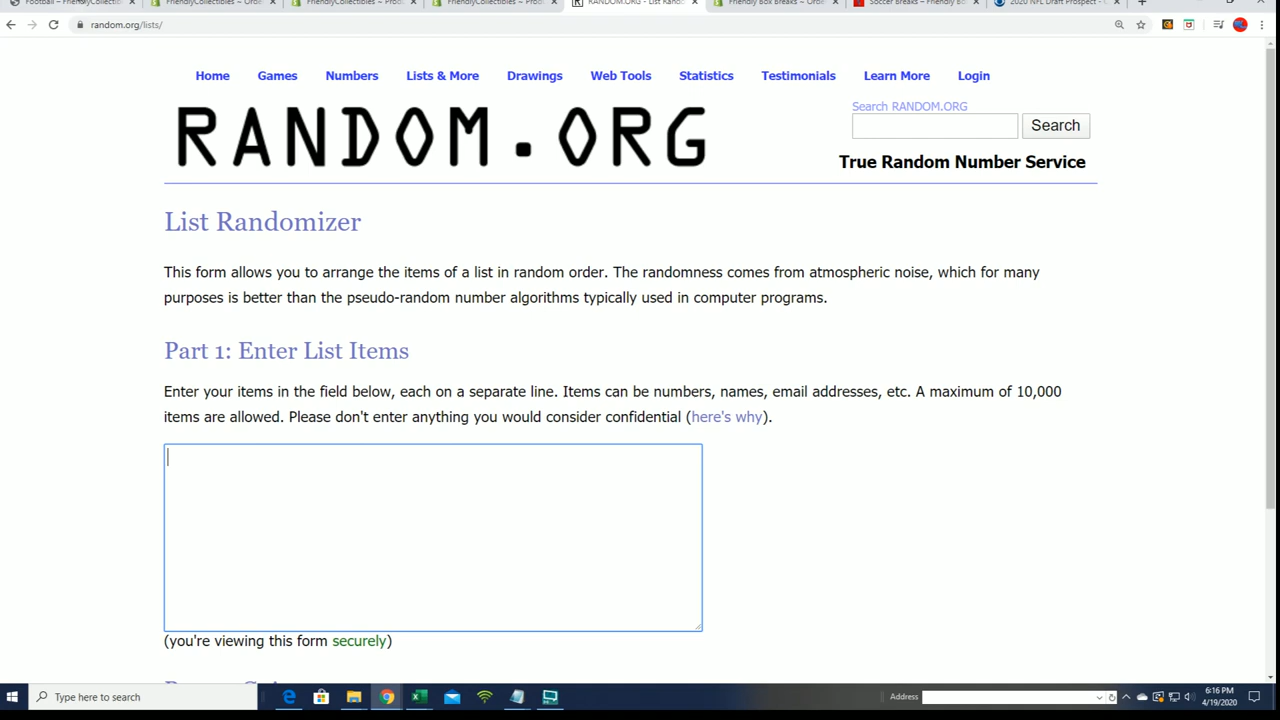 Football – FriendlyCollectibl
FriendlyCollectibles ~ Orde
FriendlyCollectibles ~ Prod
FriendlyCollectibles ~ Prod
RANDOM.ORG - List Rando
Friendly Box Breaks ~ Orde
Soccer Breaks – Friendly Bo
2020 NFL Draft Prospect
random.org/lists/
Home Games Numbers Lists & More Drawings Web Tools Statistics Testimonials Learn More Login
RANDOM.ORG
Search RANDOM.ORG
Search
True Random Number Service
List Randomizer
This form allows you to arrange the items of a list in random order. The randomness comes from atmospheric noise, which for many
purposes is better than the pseudo-random number algorithms typically used in computer programs.
Part 1: Enter List Items
Enter your items in the field below, each on a separate line. Items can be numbers, names, email addresses, etc. A maximum of 10,000
items are allowed. Please don't enter anything you would consider confidential (here's why).
(you're viewing this form securely)
Type here to search
Address
6:16 PM
4/19/2020